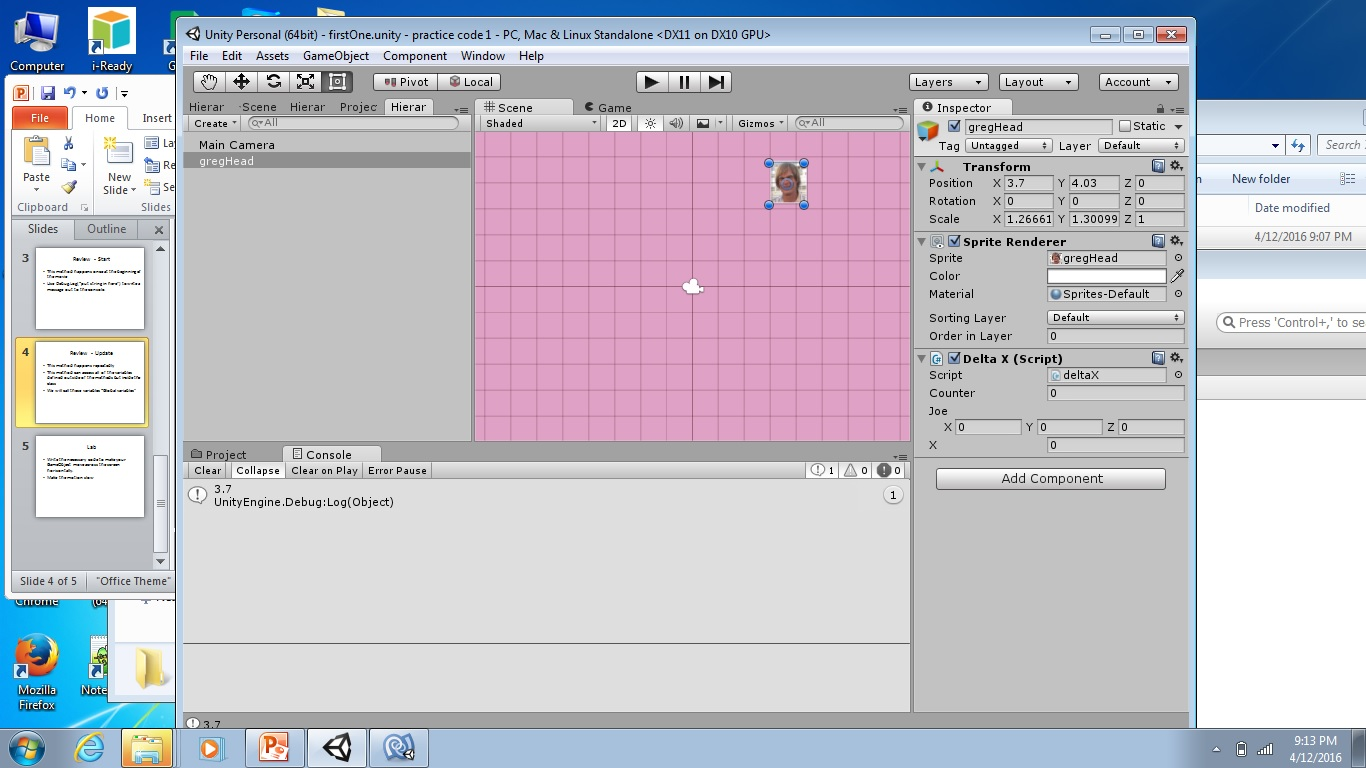 Computer
i-Ready
Unity Personal (64bit) - firstOne.unity - practice code 1 - PC, Mac & Linux Standalone <DX11 on DX10 GPU>
File Edit Assets GameObject Component Window Help
Pivot Local
Layers Layout Account
Hierar Scene Hierar Projec Hierar
Create All
Main Camera
gregHead
Scene Game
Shaded 2D Gizmos All
Inspector
gregHead Static
Tag Untagged Layer Default
Transform
Position X 3.7 Y 4.03 Z 0
Rotation X 0 Y 0 Z 0
Scale X 1.26661 Y 1.30099 Z 1
Sprite Renderer
Sprite gregHead
Color
Material Sprites-Default
Sorting Layer Default
Order in Layer 0
Delta X (Script)
Script deltaX
Counter 0
Joe
X 0 Y 0 Z 0
X 0
Add Component
Project Console
Clear Collapse Clear on Play Error Pause 1 0 0
3.7
UnityEngine.Debug:Log(Object)
1
3.7
File Home Insert
Paste
New
Slide
Clipboard Slides
Slides Outline
3
Review - Start
4
Review - Update
5
Lab
Slide 4 of 5 "Office Theme"
Chrome
Mozilla
Firefox
Search
New folder
Date modified
4/12/2016 9:07 PM
Press 'Control+,' to se
9:13 PM
4/12/2016